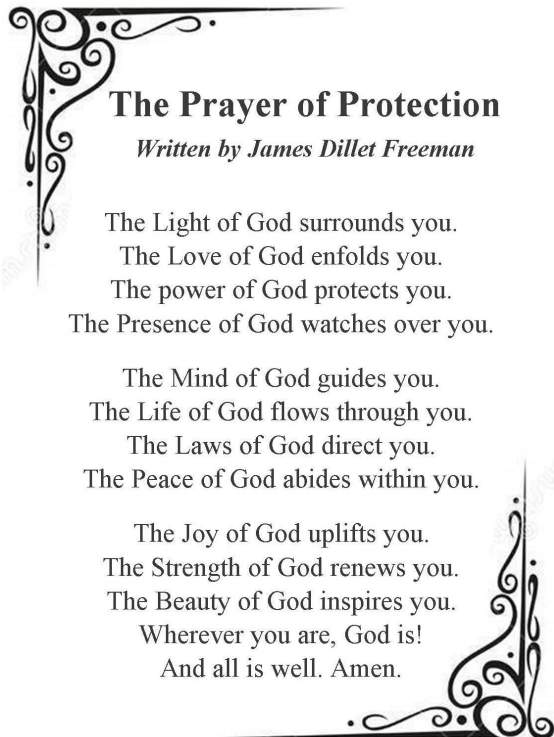 The Prayer of Protection
Written by James Dillet Freeman
The Light of God surrounds you.
The Love of God enfolds you.
The power of God protects you.
The Presence of God watches over you.
The Mind of God guides you.
The Life of God flows through you.
The Laws of God direct you.
The Peace of God abides within you.
The Joy of God uplifts you.
The Strength of God renews you.
The Beauty of God inspires you.
Wherever you are, God is!
And all is well. Amen.